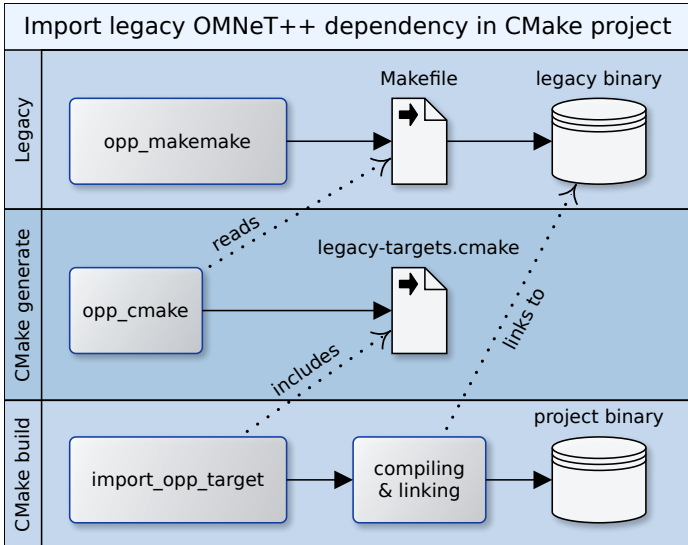 Import legacy OMNeT++ dependency in CMake project
Legacy
Makefile
legacy binary
opp_makemake
reads
CMake generate
legacy-targets.cmake
opp_cmake
includes
links to
CMake build
project binary
import_opp_target
compiling
& linking